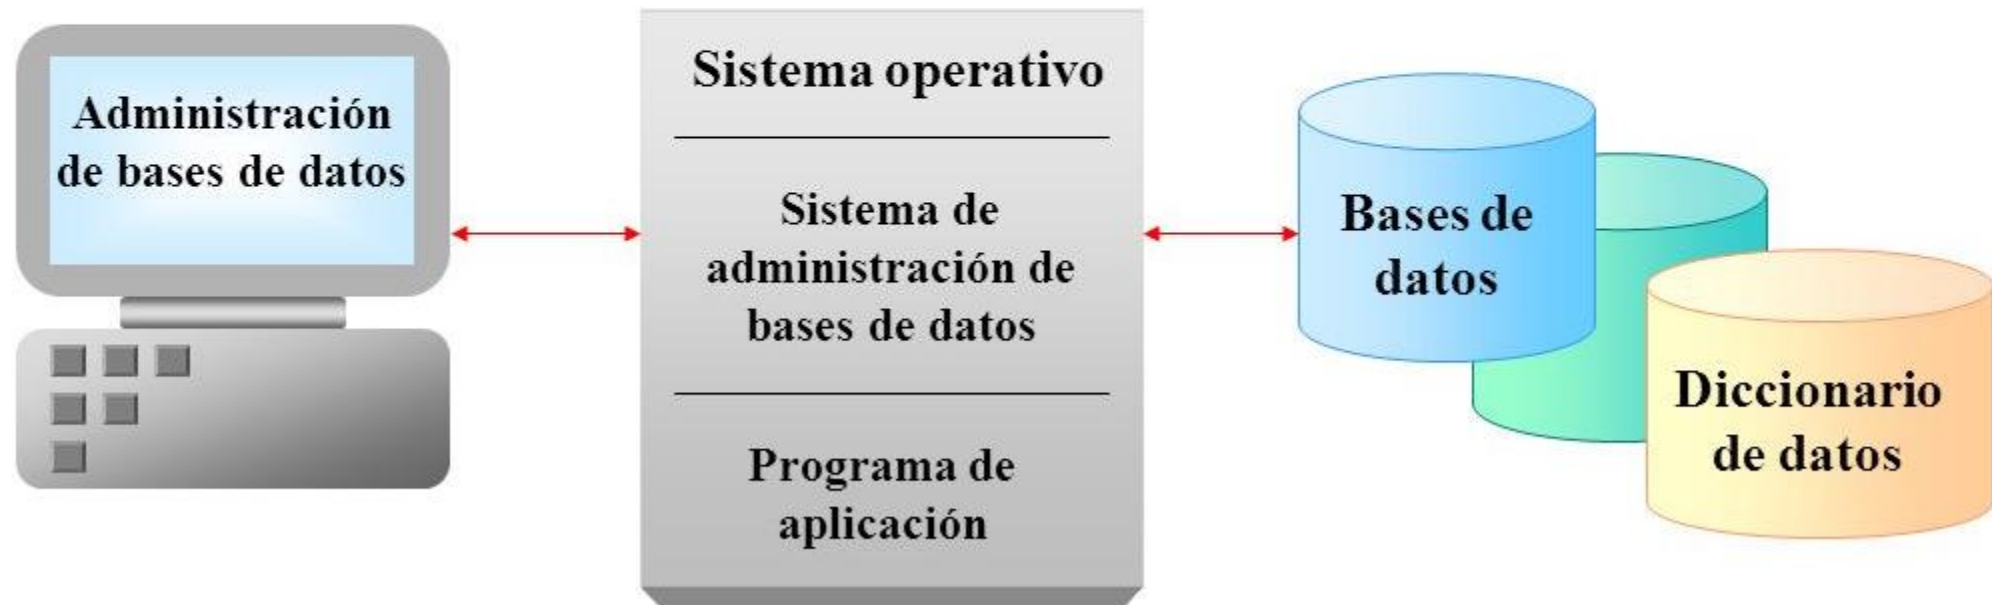 Administración
de bases de datos
Sistema operativo
Sistema de
administración de
bases de datos
Programa de
aplicación
Bases de
datos
Diccionario
de datos